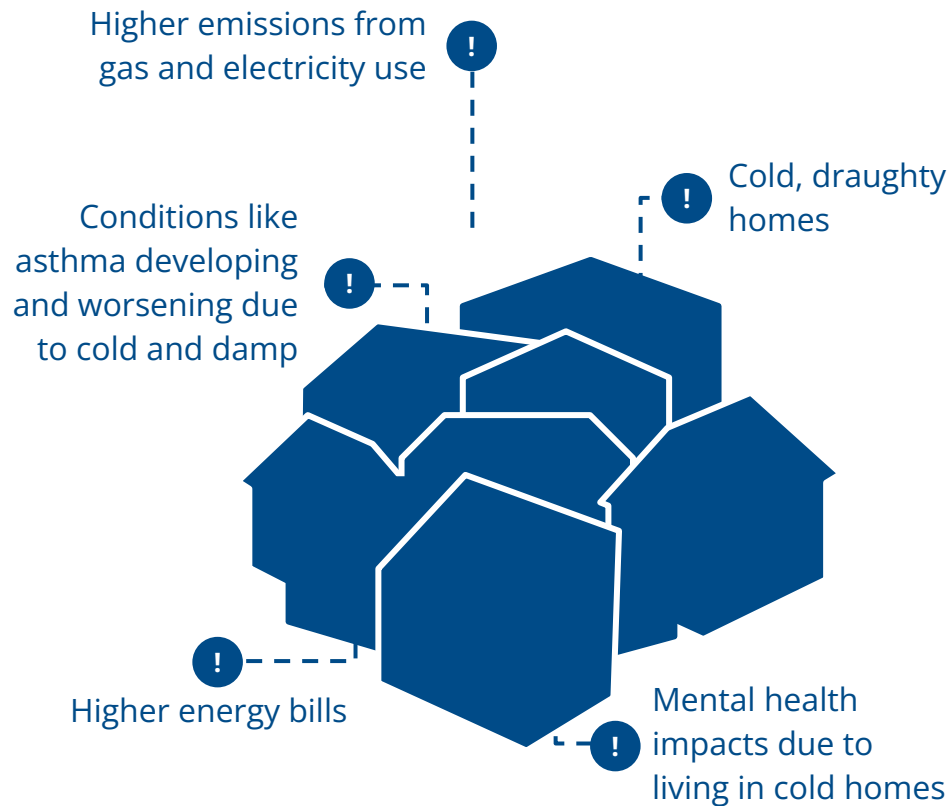 Higher emissions from
gas and electricity use
!
Cold, draughty
homes
!
Conditions like
asthma developing
and worsening due
to cold and damp
!
!
Higher energy bills
Mental health
impacts due to
living in cold homes
!